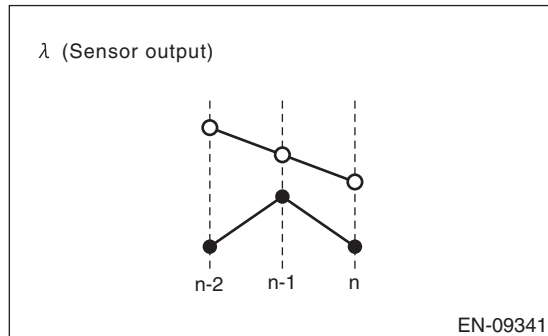 λ (Sensor output)
n-2 n-1 n
EN-09341